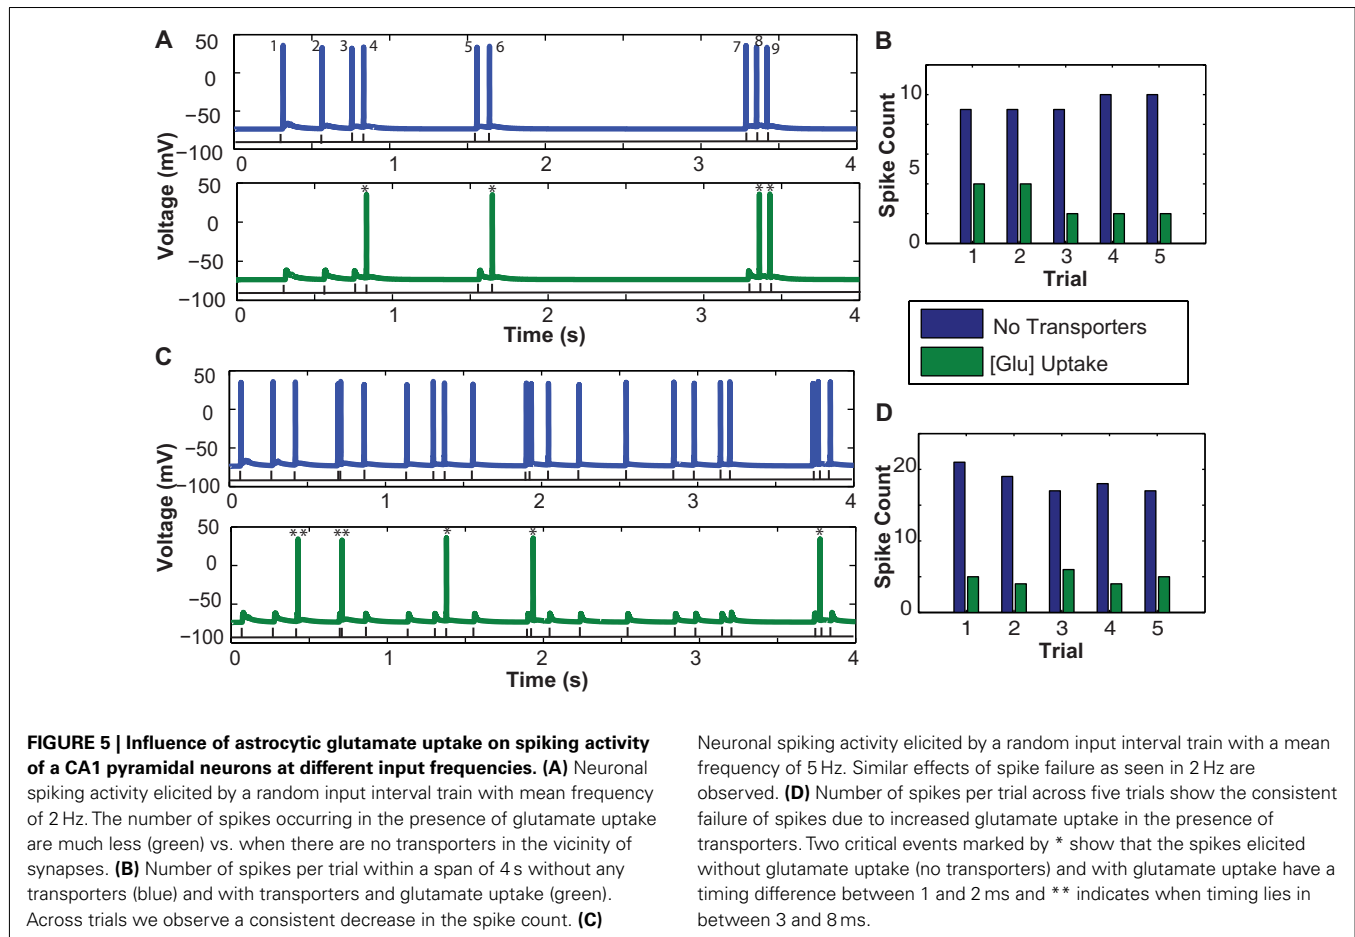 A
50
0
−50
−100
Voltage (mV)
1 2 3 4 5 6 7 8 9
0 1 2 3 4
50
0
−50
−100
* * * *
0 1 2 3 4
Time (s)
B
10
5
0
Spike Count
1 2 3 4 5
Trial
No Transporters
[Glu] Uptake
C
50
0
−50
−100
Voltage (mV)
0 1 2 3 4
50
0
−50
−100
** ** * * *
0 1 2 3 4
Time (s)
D
20
10
0
Spike Count
1 2 3 4 5
Trial
FIGURE 5 | Influence of astrocytic glutamate uptake on spiking activity
of a CA1 pyramidal neurons at different input frequencies. (A) Neuronal
spiking activity elicited by a random input interval train with mean frequency
of 2 Hz. The number of spikes occurring in the presence of glutamate uptake
are much less (green) vs. when there are no transporters in the vicinity of
synapses. (B) Number of spikes per trial within a span of 4 s without any
transporters (blue) and with transporters and glutamate uptake (green).
Across trials we observe a consistent decrease in the spike count. (C)
Neuronal spiking activity elicited by a random input interval train with a mean
frequency of 5 Hz. Similar effects of spike failure as seen in 2 Hz are
observed. (D) Number of spikes per trial across five trials show the consistent
failure of spikes due to increased glutamate uptake in the presence of
transporters. Two critical events marked by * show that the spikes elicited
without glutamate uptake (no transporters) and with glutamate uptake have a
timing difference between 1 and 2 ms and ** indicates when timing lies in
between 3 and 8 ms.